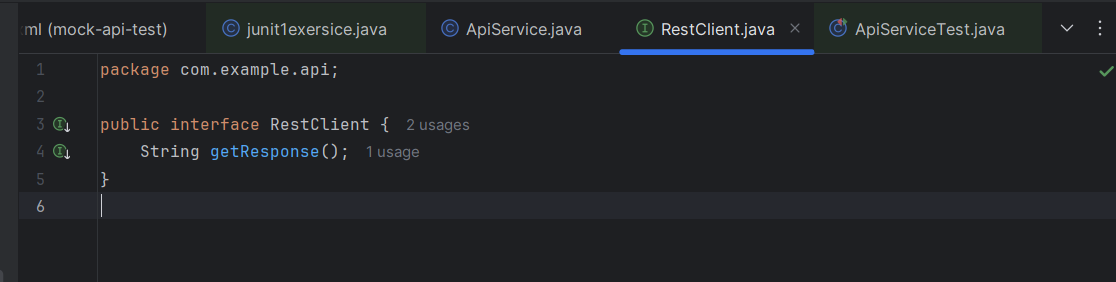 :ml (mock-api-test) junit1exersice.java ApiService.java RestClient.java ApiServiceTest.java
1 package com.example.api;
2
3 public interface RestClient { 2 usages
4 String getResponse(); 1 usage
5 }
6